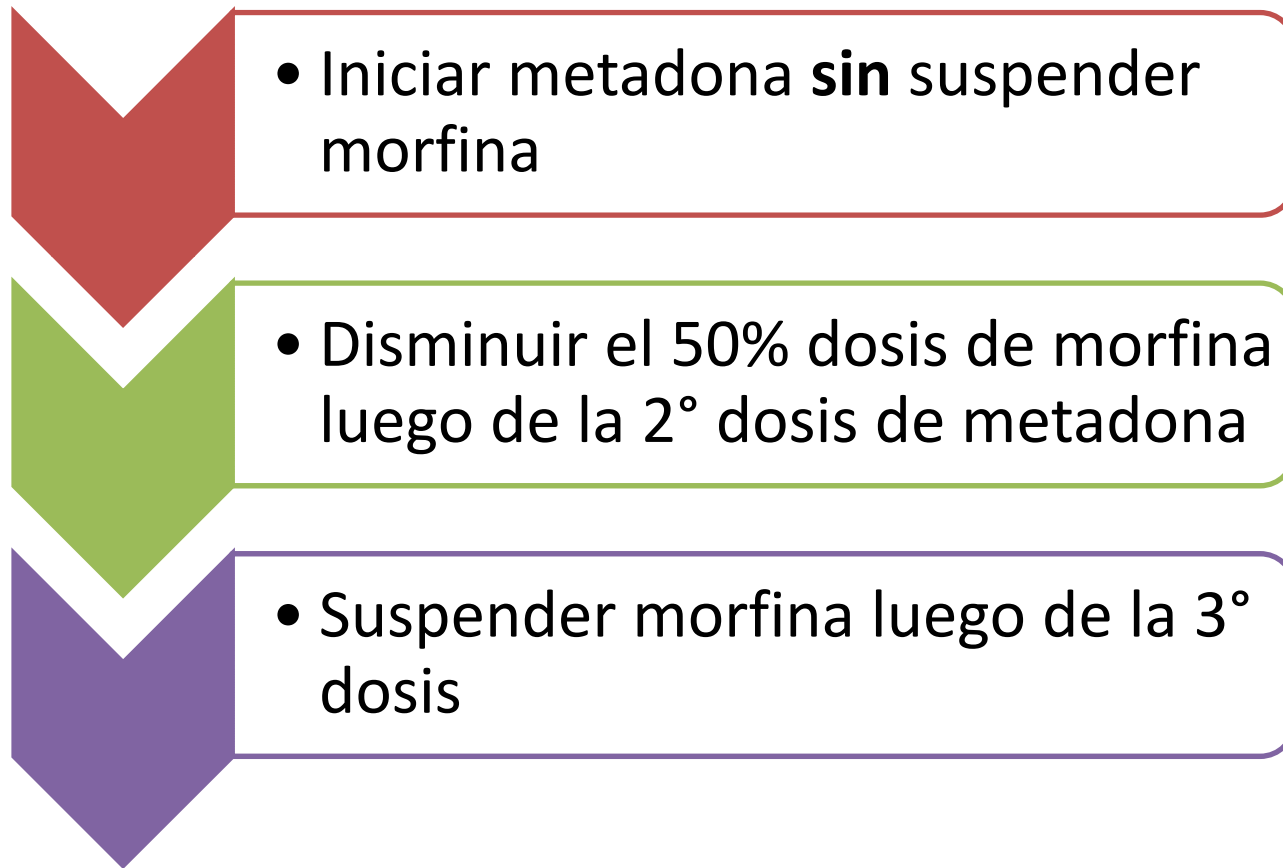 • Iniciar metadona sin suspender
morfina
• Disminuir el 50% dosis de morfina
luego de la 2° dosis de metadona
• Suspender morfina luego de la 3°
dosis